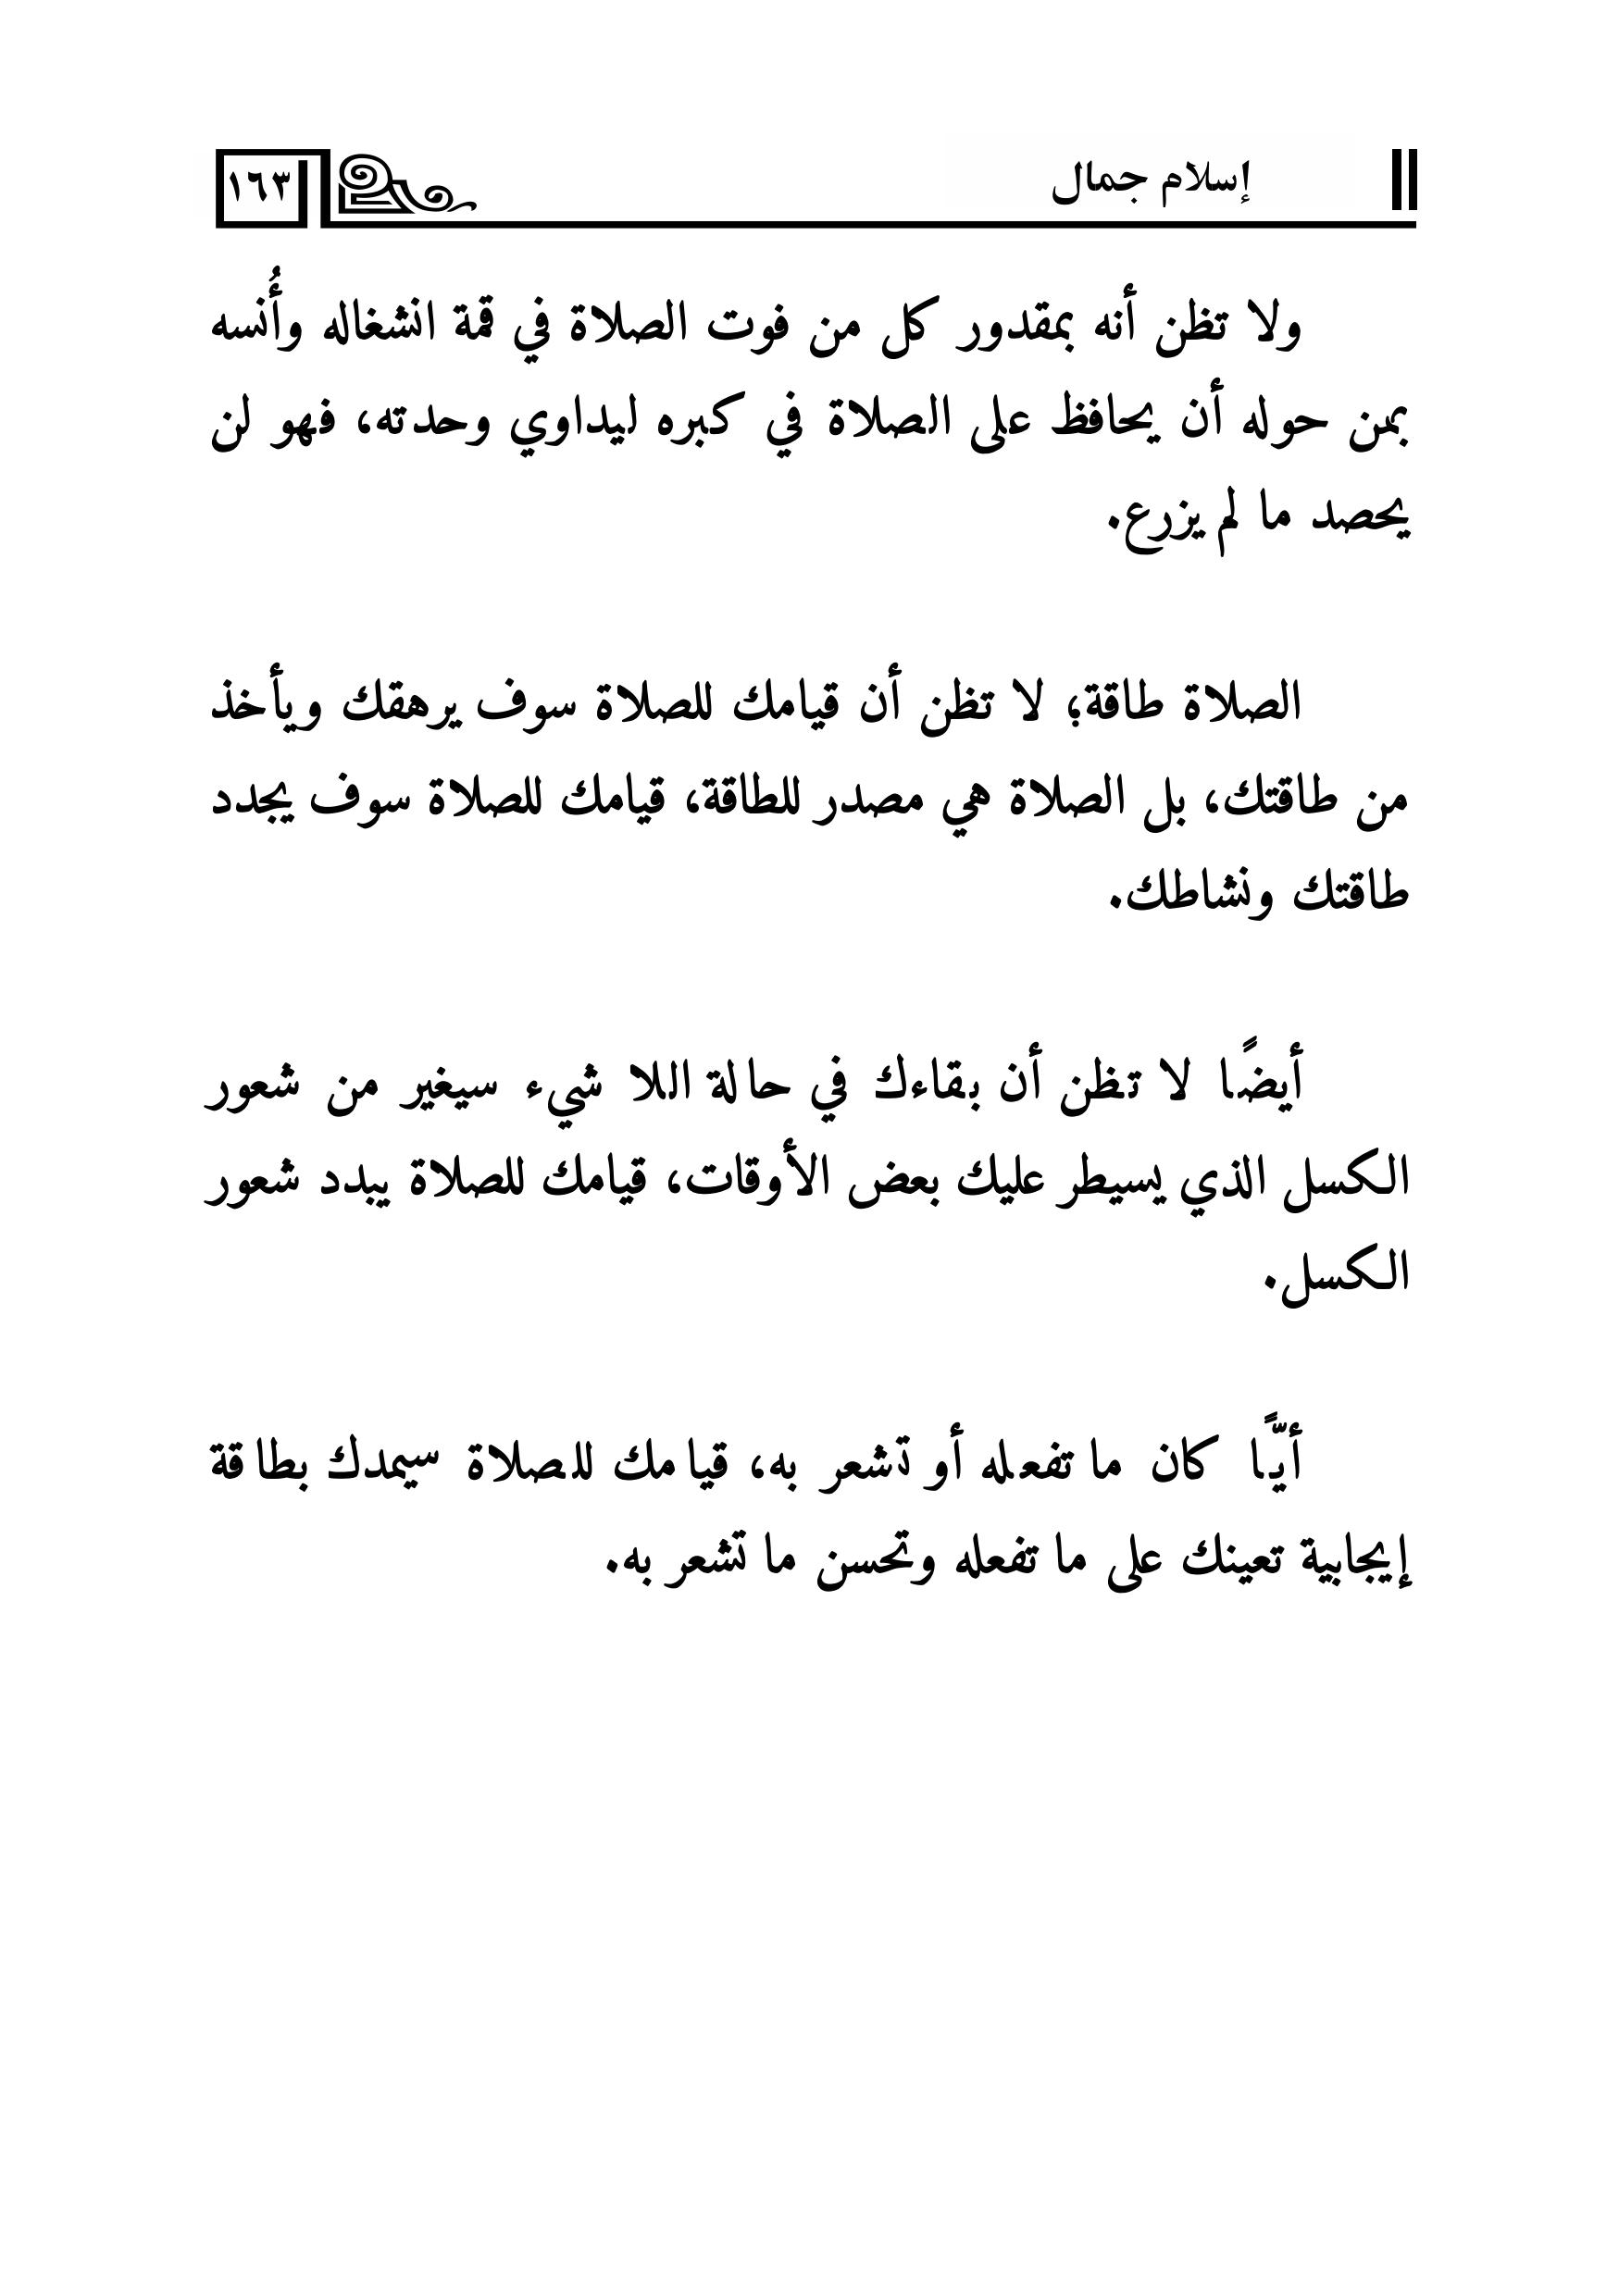 إسلام جمال
١٦٣
ولا تظن أنه بمقدور كل من فوت الصلاة في قمة انشغاله وأُنسه
بمن حوله أن يحافظ على الصلاة في كبره ليداوي وحدته، فهو لن
يحصد ما لم يزرع.
الصلاة طاقة؛ لا تظن أن قيامك للصلاة سوف يرهقك ويأخذ
من طاقتك، بل الصلاة هي مصدر للطاقة، قيامك للصلاة سوف يجدد
طاقتك ونشاطك.
أيضًا لا تظن أن بقاءك في حالة اللا شيء سيغير من شعور
الكسل الذي يسيطر عليك بعض الأوقات، قيامك للصلاة يبدد شعور
الكسل.
أيًّا كان ما تفعله أو تشعر به، قيامك للصلاة سيمدك بطاقة
إيجابية تعينك على ما تفعله وتحسن ما تشعر به.